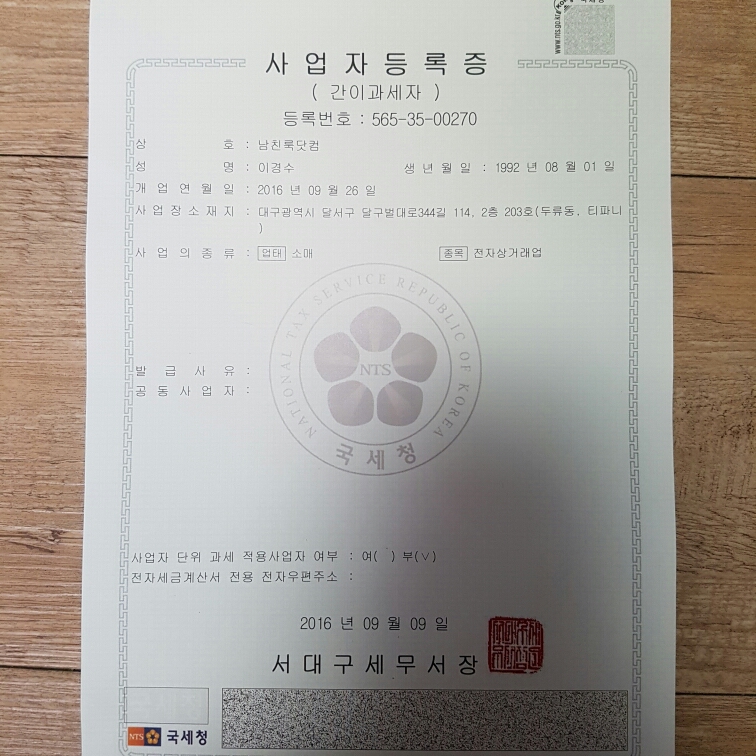 사업자등록증
( 간이과세자 )
등록번호 : 565-35-00270
상 호 : 남친룩닷컴
성 명 : 이경수 생 년 월 일 : 1992 년 08 월 01 일
개 업 연 월 일 : 2016 년 09 월 26 일
사 업 장 소 재 지 : 대구광역시 달서구 달구벌대로344길 114, 2층 203호(두류동, 티파니
)
사 업 의 종 류 : 업태 소매 종목 전자상거래업
NATIONAL TAX SERVICE REPUBLIC OF KOREA
NTS
국세청
발 급 사 유 :
공 동 사 업 자 :
사업자 단위 과세 적용사업자 여부 : 여( ) 부(∨)
전자세금계산서 전용 전자우편주소 :
2016 년 09 월 09 일
서대구세무서장
NTS 국세청